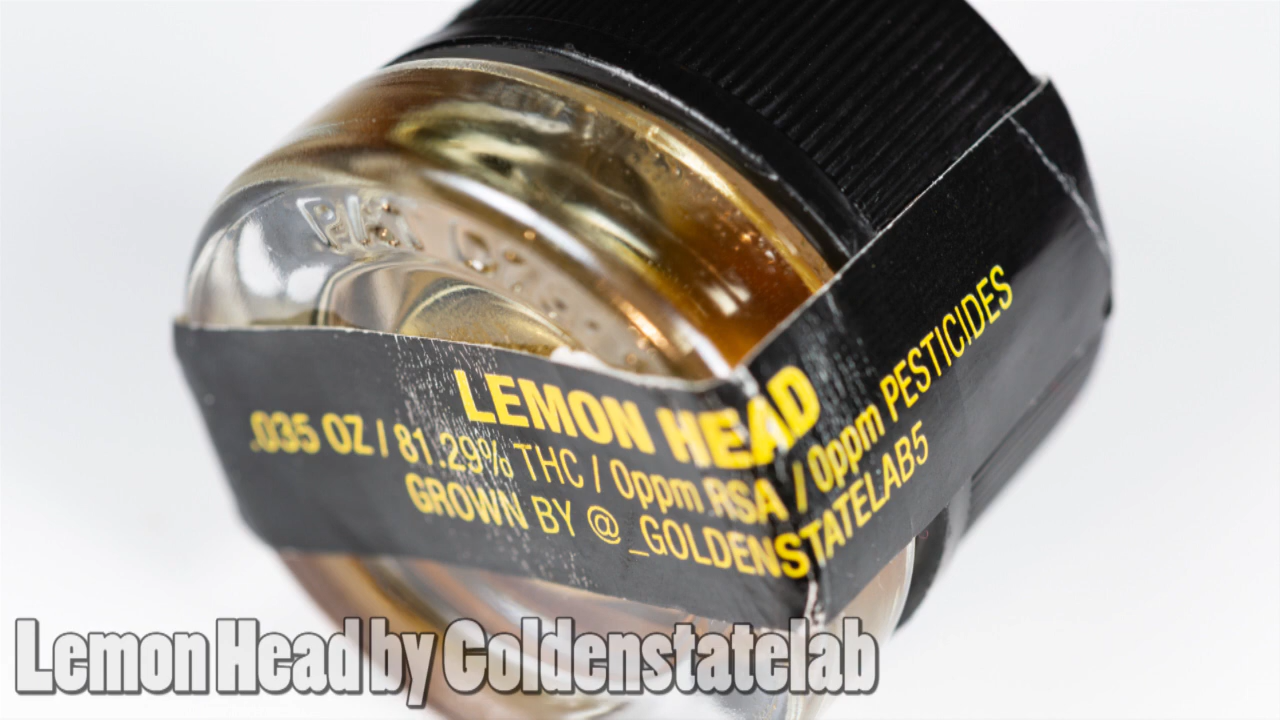 LEMON HEAD
.035 OZ / 81.29% THC / 0ppm RSA / 0ppm PESTICIDES
GROWN BY @_GOLDENSTATELAB5
Lemon Head by Goldenstatelab